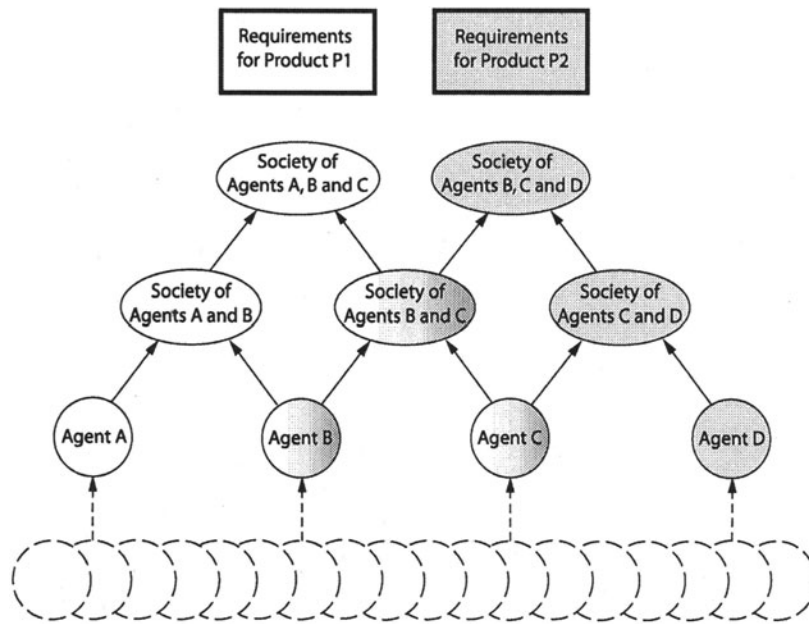 Requirements
for Product P1
Requirements
for Product P2
Society of
Agents A, B and C
Society of
Agents B, C and D
Society of
Agents A and B
Society of
Agents B and C
Society of
Agents C and D
Agent A
Agent B
Agent C
Agent D